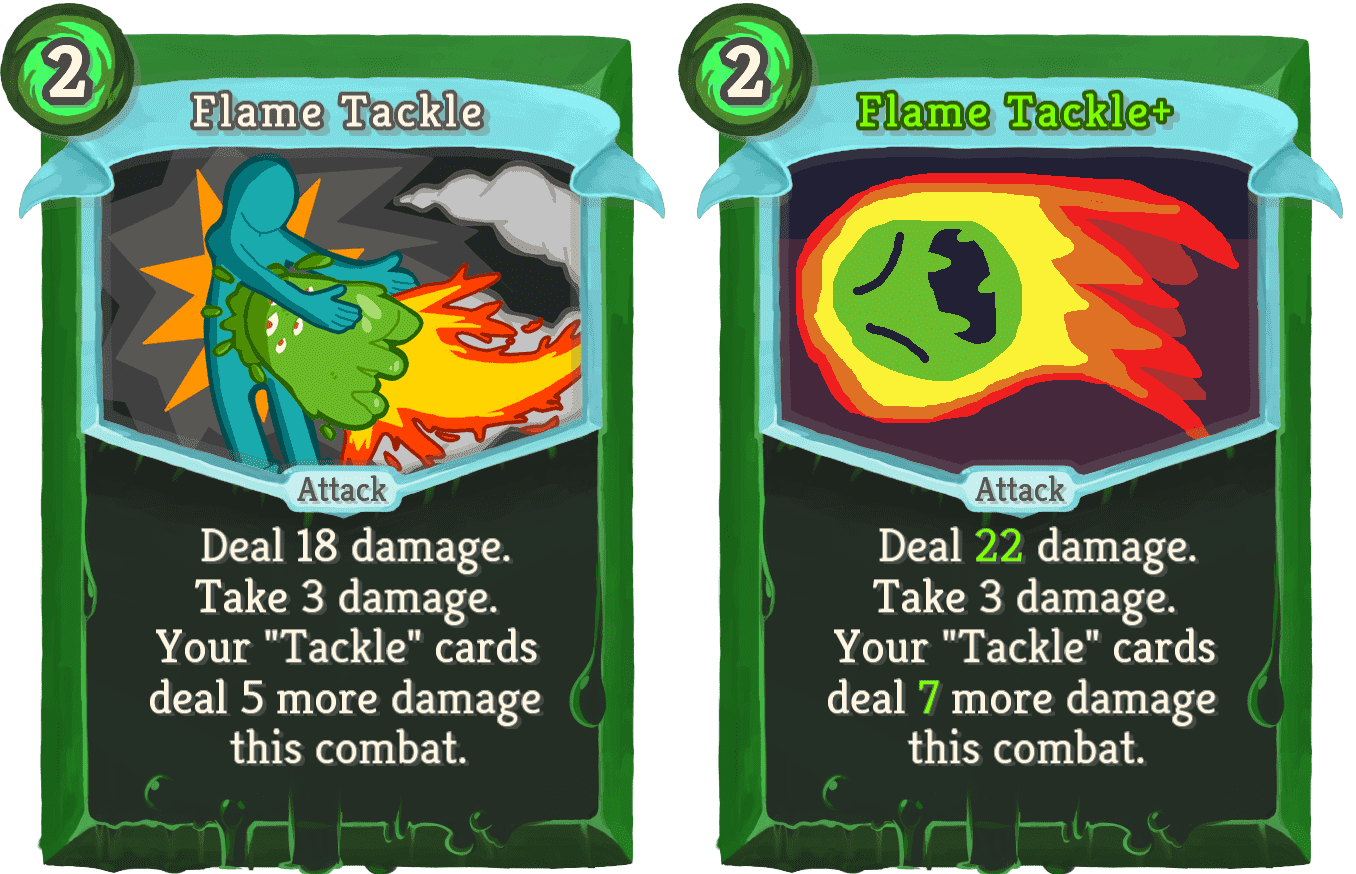 2
Flame Tackle
Attack
Deal 18 damage.
Take 3 damage.
Your "Tackle" cards
deal 5 more damage
this combat.
2
Flame Tackle+
Attack
Deal 22 damage.
Take 3 damage.
Your "Tackle" cards
deal 7 more damage
this combat.